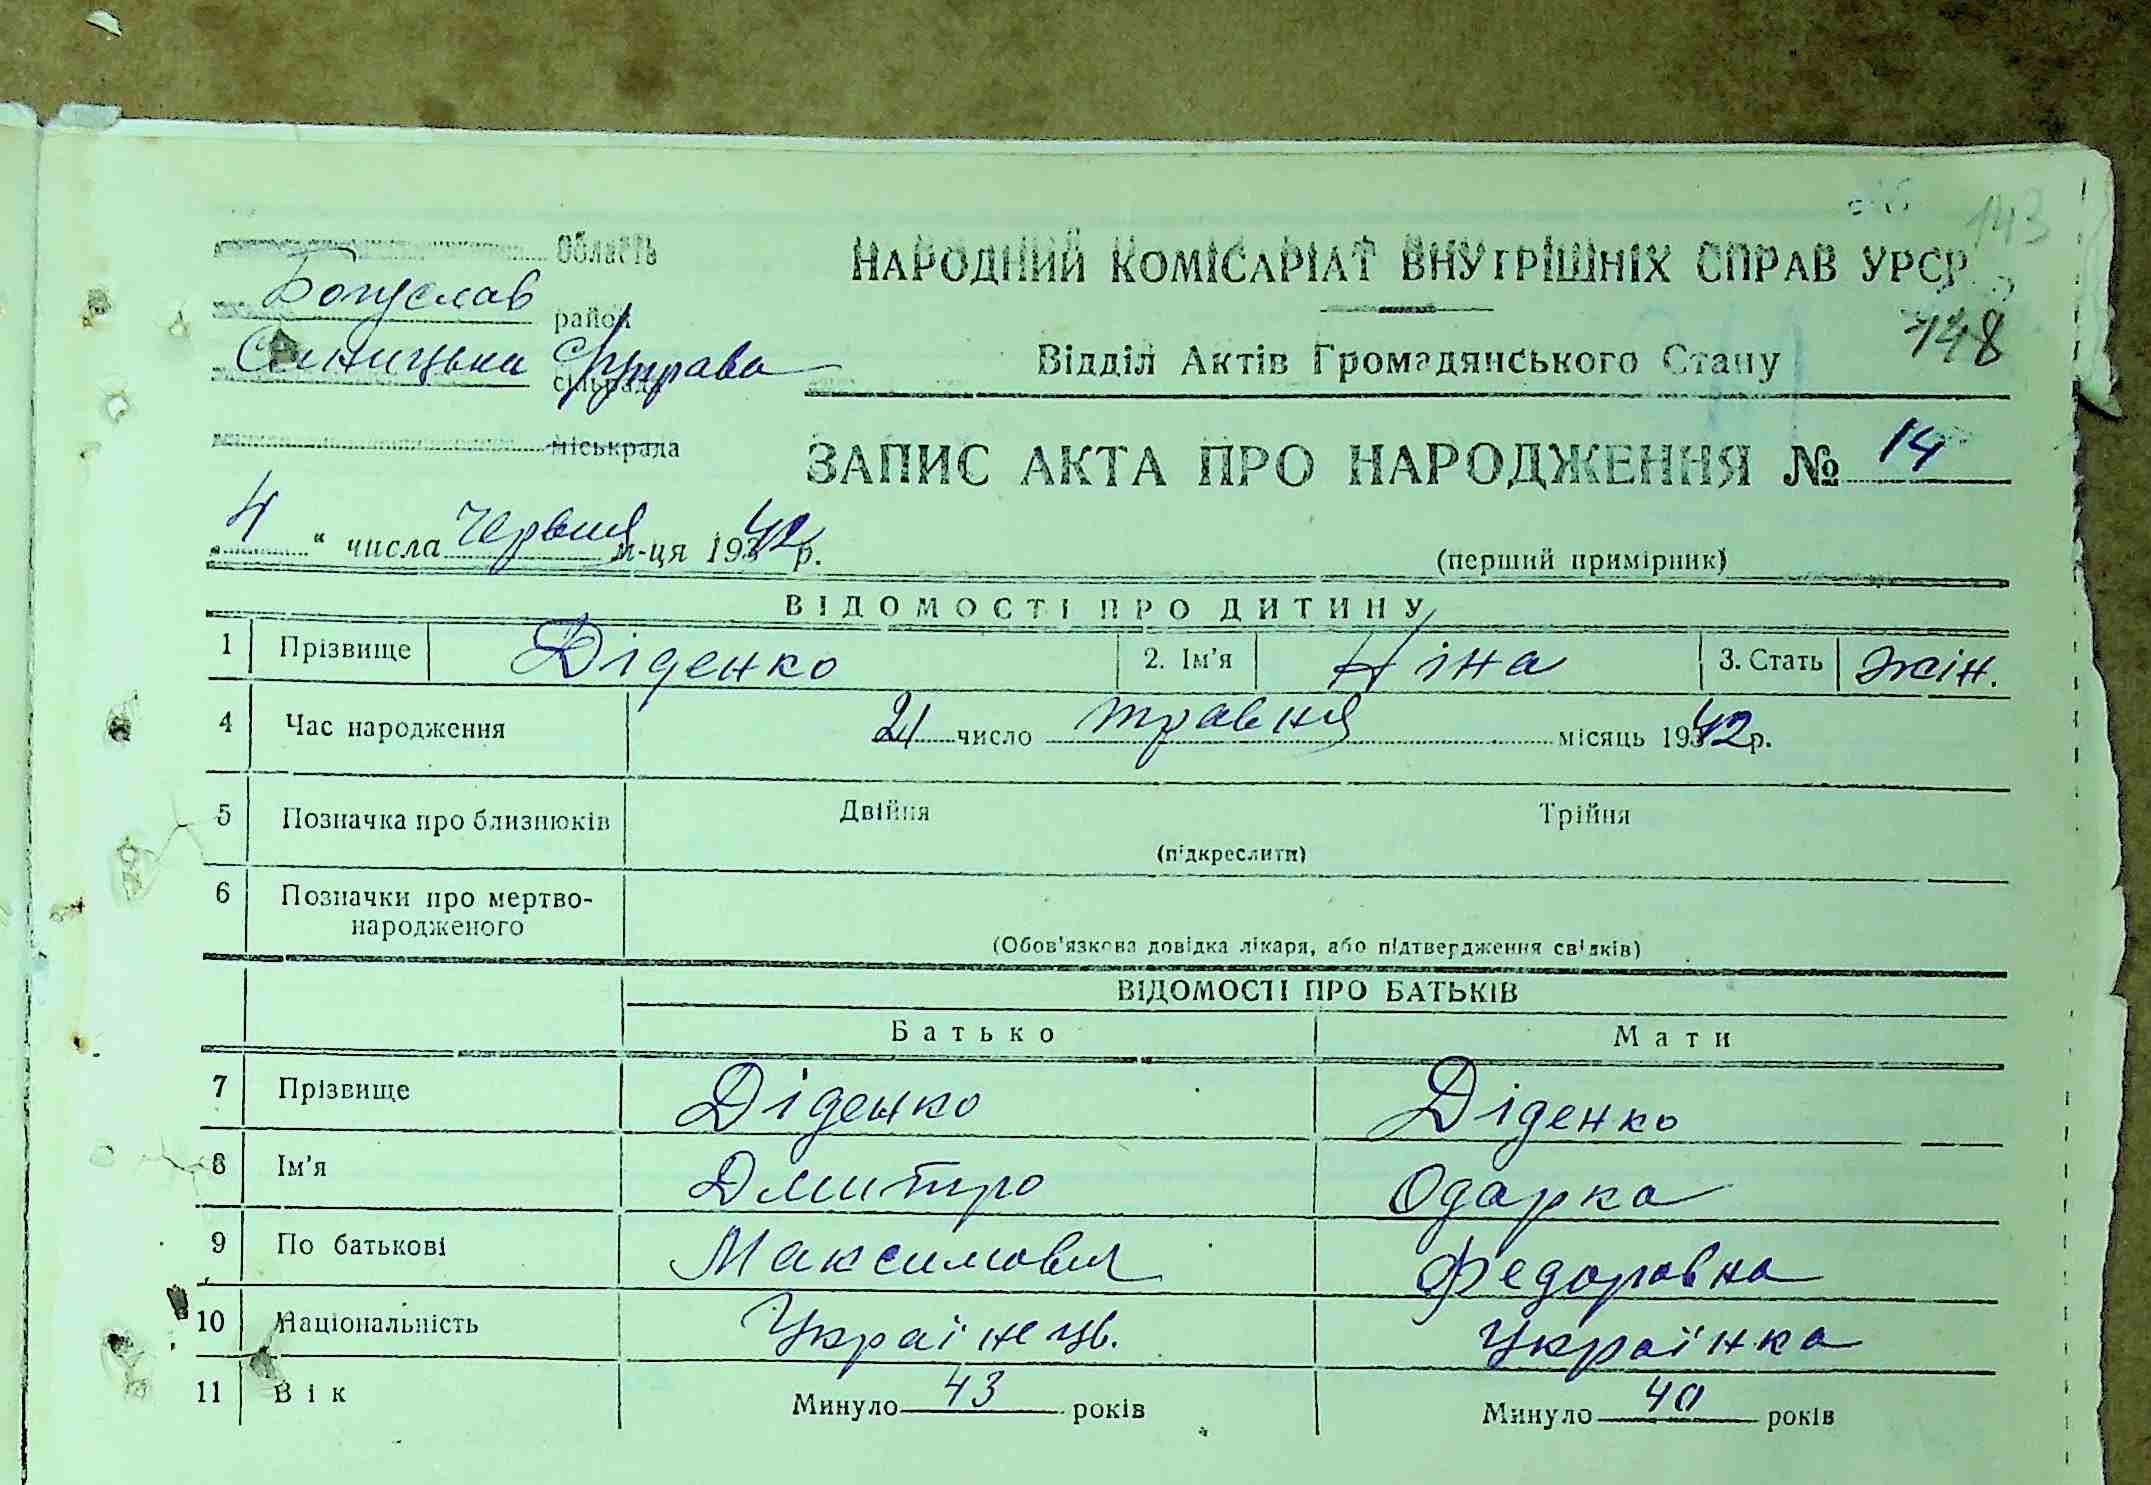 143
Область
НАРОДНИЙ КОМІСАРІАТ ВНУТРІШНІХ СПРАВ УРСР
Богуслав район
148
Синицька с/управа сільрада
Відділ Актів Громадянського Стану
міськрада
ЗАПИС АКТА ПРО НАРОДЖЕННЯ № 14
4 " числа червня м-ця 1942 р.
(перший примірник)
ВІДОМОСТІ ПРО ДИТИНУ
1 Прізвище Діденко 2. Ім'я Ніна 3. Стать жін.
4 Час народження 21 число травня місяць 1942 р.
5 Позначка про близнюків Двійня Трійня
(підкреслити)
6 Позначки про мертво-
народженого
(Обов'язкова довідка лікаря, або підтвердження свідків)
ВІДОМОСТІ ПРО БАТЬКІВ
Батько Мати
7 Прізвище Діденко Діденко
8 Ім'я Дмитро Одарка
9 По батькові Максимович Федоровна
10 Національність Українець. Українка
11 Вік Минуло 43 років Минуло 40 років